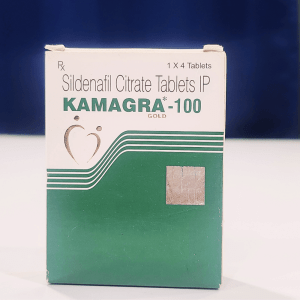 Rx
1 X 4 Tablets
Sildenafil Citrate Tablets IP
KAMAGRA®-100
GOLD